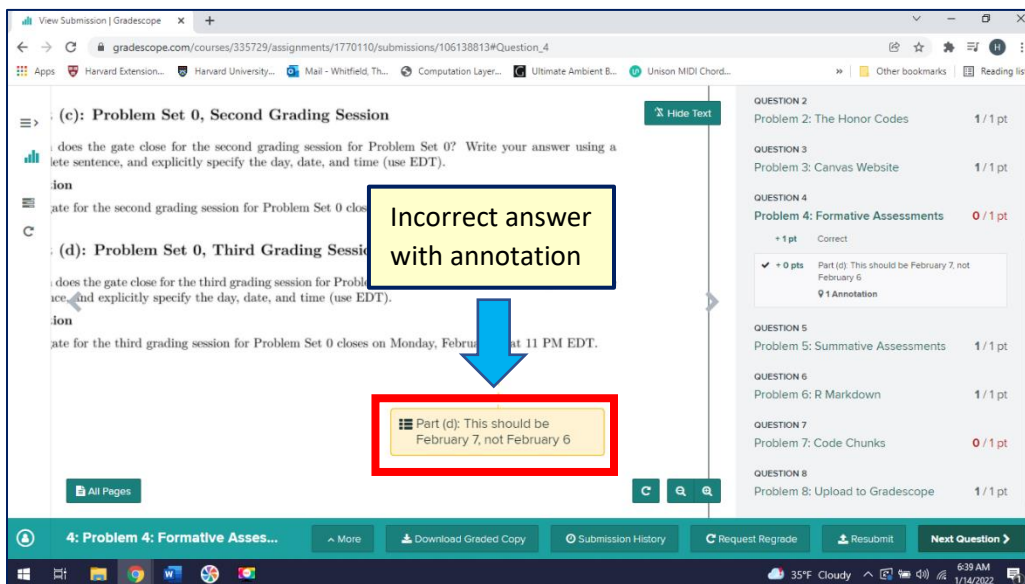 View Submission | Gradescope
gradescope.com/courses/335729/assignments/1770110/submissions/106138813#Question_4
Apps Harvard Extension... Harvard University... Mail - Whitfield, Th... Computation Layer... Ultimate Ambient B... Unison MIDI Chord... » Other bookmarks Reading lis
(c): Problem Set 0, Second Grading Session
Hide Text
does the gate close for the second grading session for Problem Set 0? Write your answer using a
lete sentence, and explicitly specify the day, date, and time (use EDT).
ion
ate for the second grading session for Problem Set 0 clos
(d): Problem Set 0, Third Grading Sessi
does the gate close for the third grading session for Proble
ce, and explicitly specify the day, date, and time (use EDT).
ion
ate for the third grading session for Problem Set 0 closes on Monday, Februa at 11 PM EDT.
Incorrect answer
with annotation
Part (d): This should be
February 7, not February 6
All Pages
QUESTION 2
Problem 2: The Honor Codes 1 / 1 pt
QUESTION 3
Problem 3: Canvas Website 1 / 1 pt
QUESTION 4
Problem 4: Formative Assessments 0 / 1 pt
+ 1 pt Correct
+ 0 pts Part (d): This should be February 7, not
February 6
1 Annotation
QUESTION 5
Problem 5: Summative Assessments 1 / 1 pt
QUESTION 6
Problem 6: R Markdown 1 / 1 pt
QUESTION 7
Problem 7: Code Chunks 0 / 1 pt
QUESTION 8
Problem 8: Upload to Gradescope 1 / 1 pt
4: Problem 4: Formative Asses... More Download Graded Copy Submission History Request Regrade Resubmit Next Question
35°F Cloudy 6:39 AM
1/14/2022